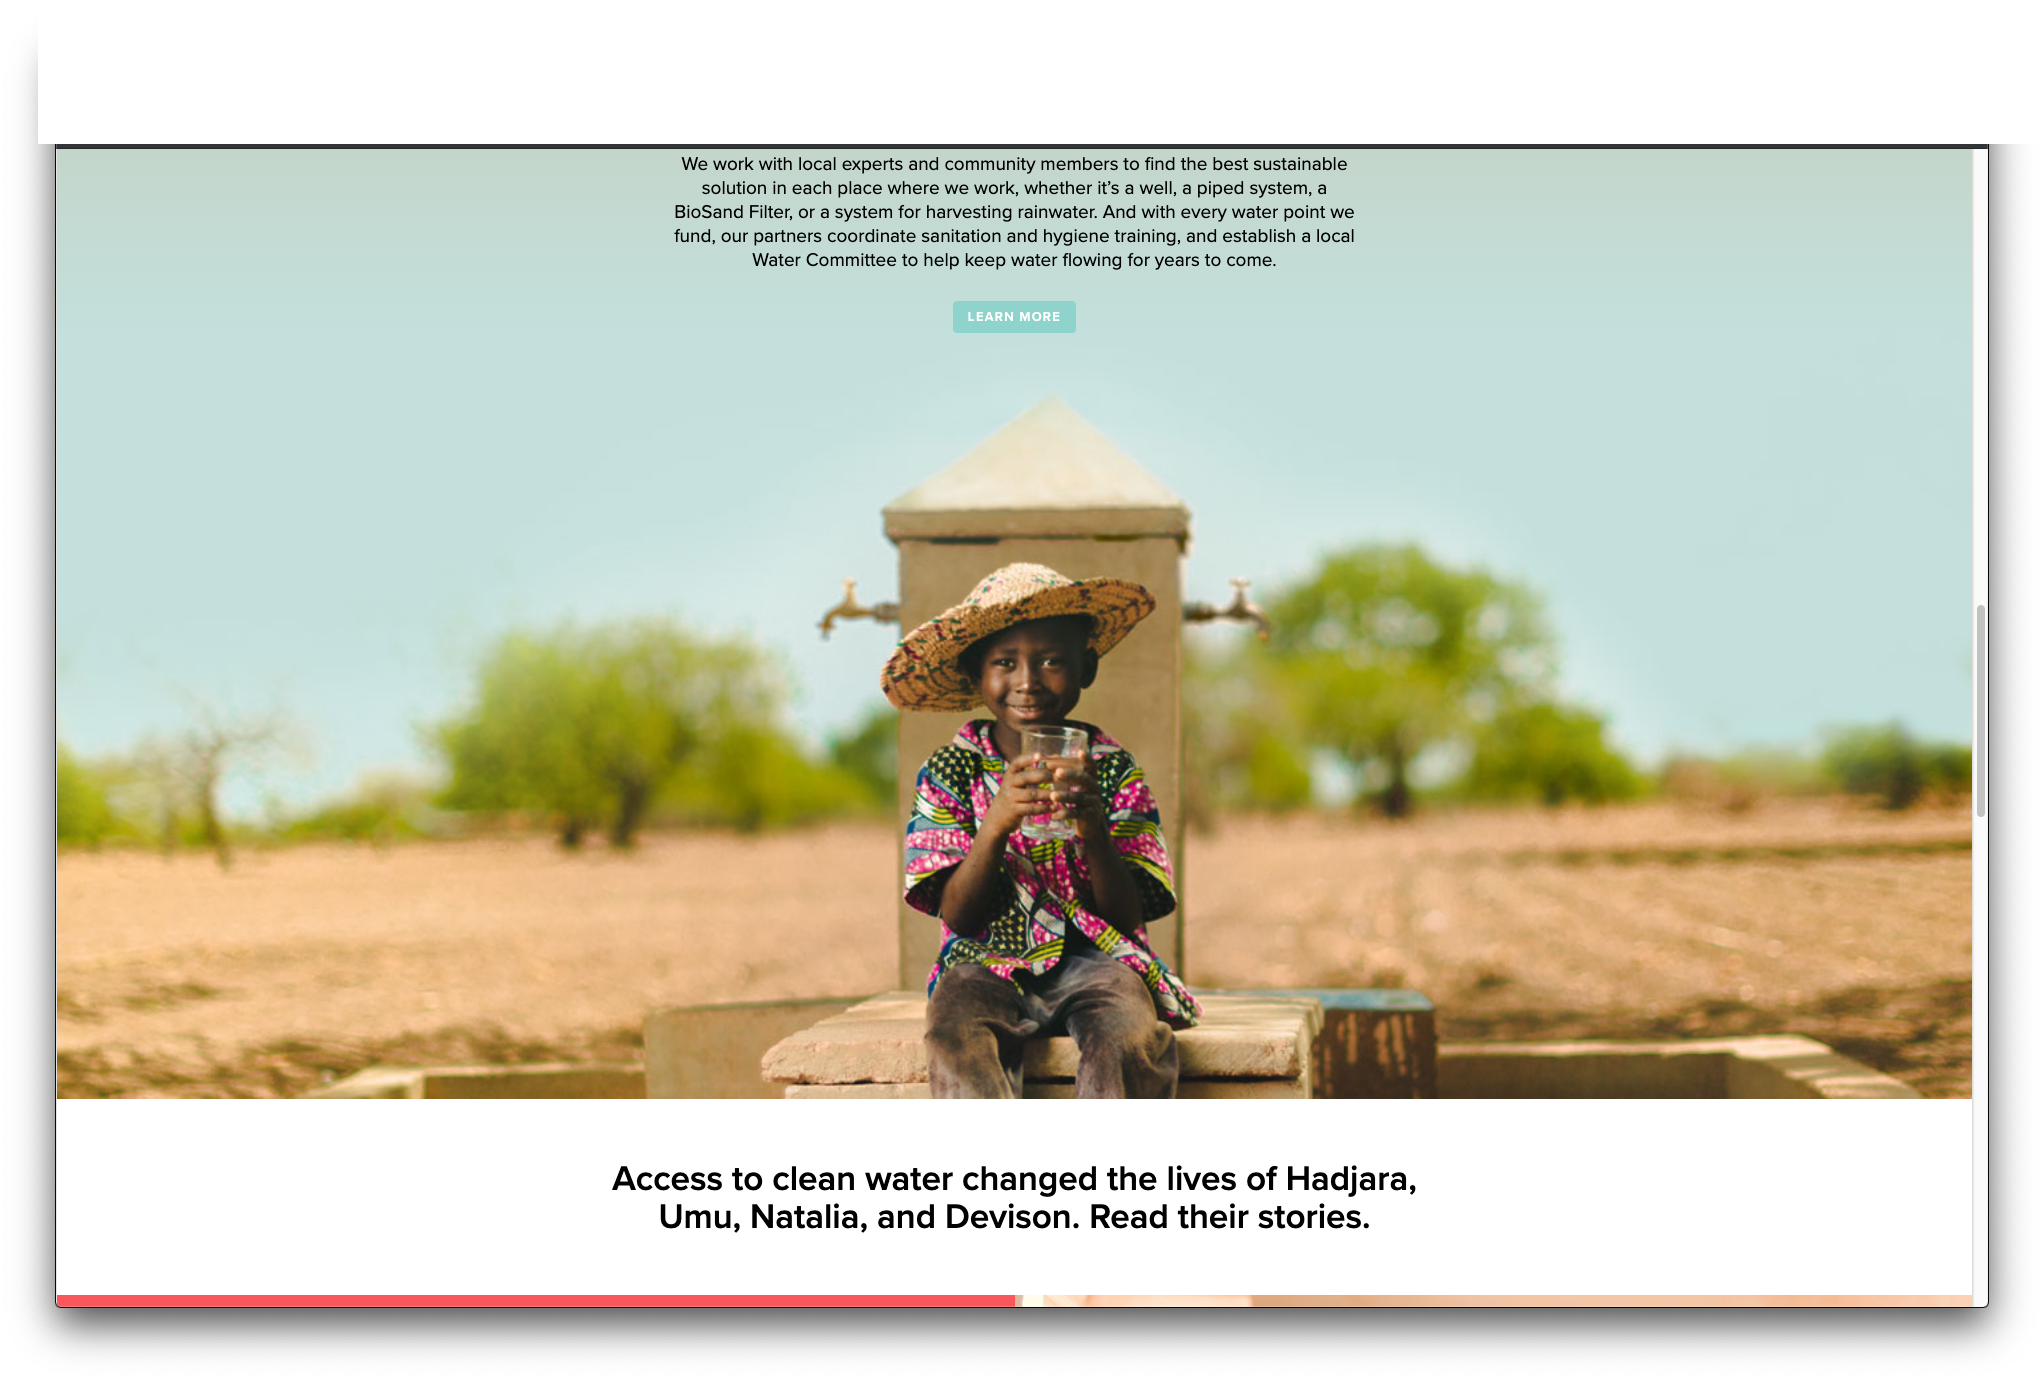 We work with local experts and community members to find the best sustainable
solution in each place where we work, whether it’s a well, a piped system, a
BioSand Filter, or a system for harvesting rainwater. And with every water point we
fund, our partners coordinate sanitation and hygiene training, and establish a local
Water Committee to help keep water flowing for years to come.
LEARN MORE
Access to clean water changed the lives of Hadjara,
Umu, Natalia, and Devison. Read their stories.